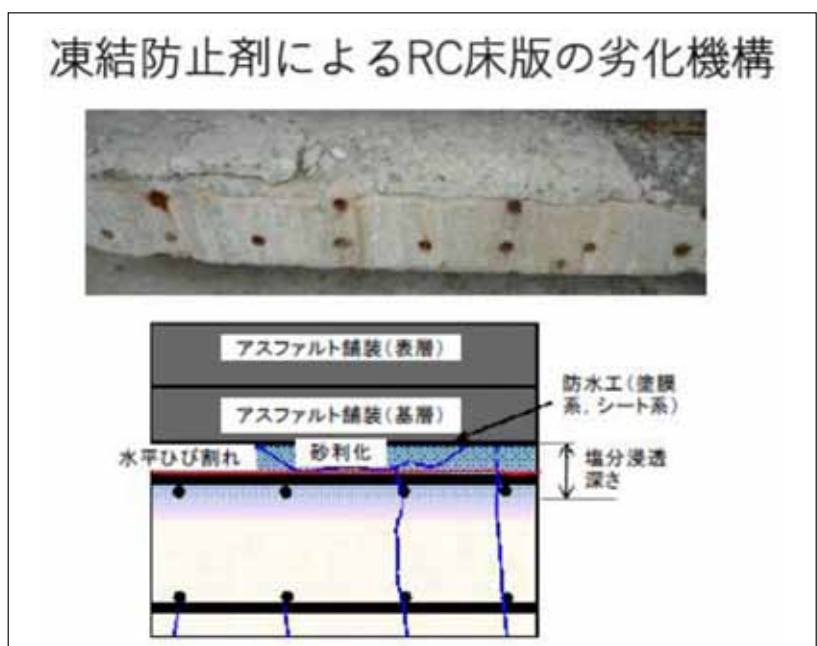 凍結防止剤によるRC床版の劣化機構
アスファルト舗装(表層)
アスファルト舗装(基層)
防水工(塗膜
系, シート系)
水平ひび割れ
砂利化
塩分浸透
深さ